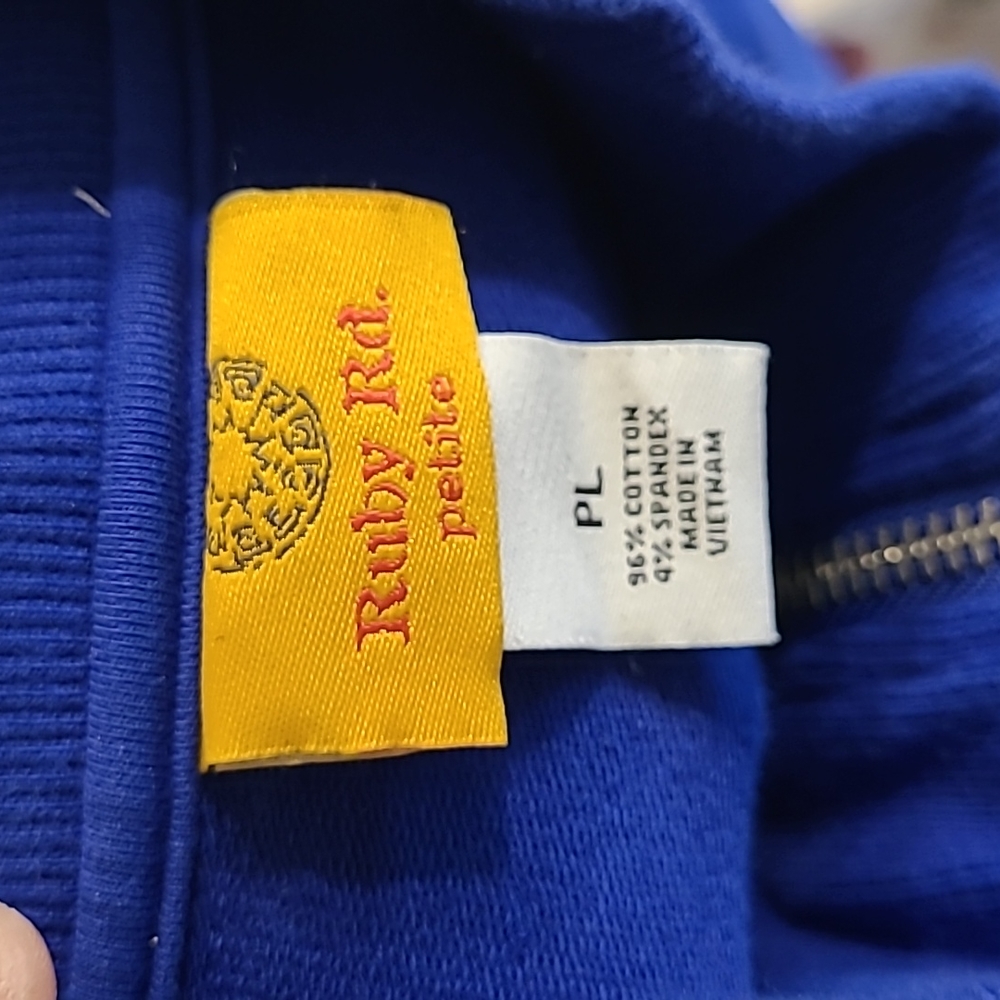 Ruby Rd.
petite
PL
96% COTTON
4% SPANDEX
MADE IN
VIETNAM